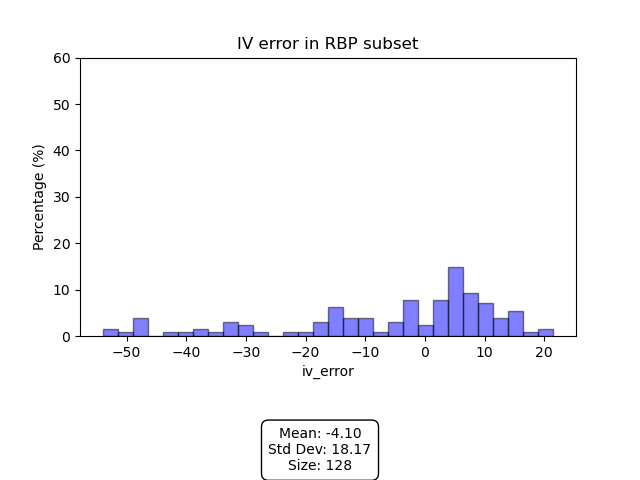 IV error in RBP subset
60
50
40
30
20
10
0
Percentage (%)
−50 −40 −30 −20 −10 0 10 20
iv_error
Mean: -4.10
Std Dev: 18.17
Size: 128